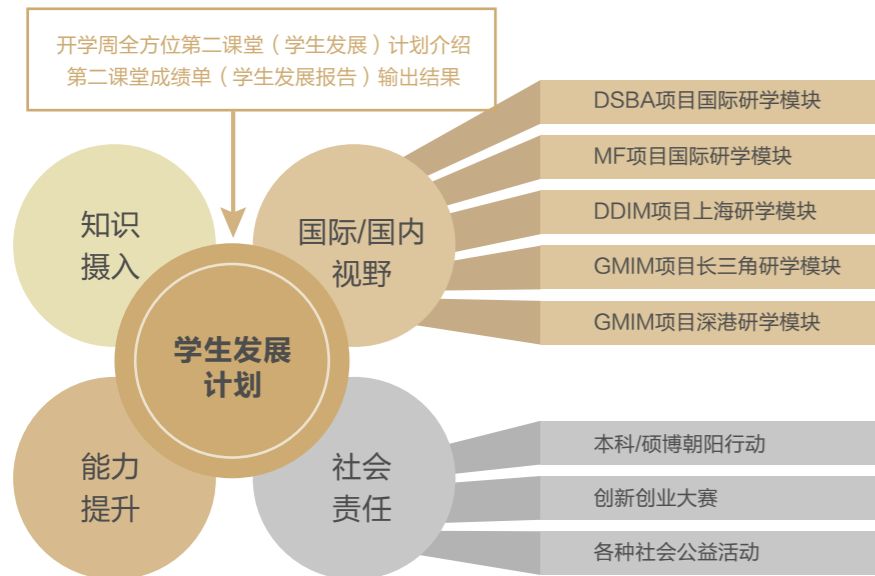 开学周全方位第二课堂（学生发展）计划介绍
第二课堂成绩单（学生发展报告）输出结果
知识
摄入
国际/国内
视野
学生发展
计划
能力
提升
社会
责任
DSBA项目国际研学模块
MF项目国际研学模块
DDIM项目上海研学模块
GMIM项目长三角研学模块
GMIM项目深港研学模块
本科/硕博朝阳行动
创新创业大赛
各种社会公益活动